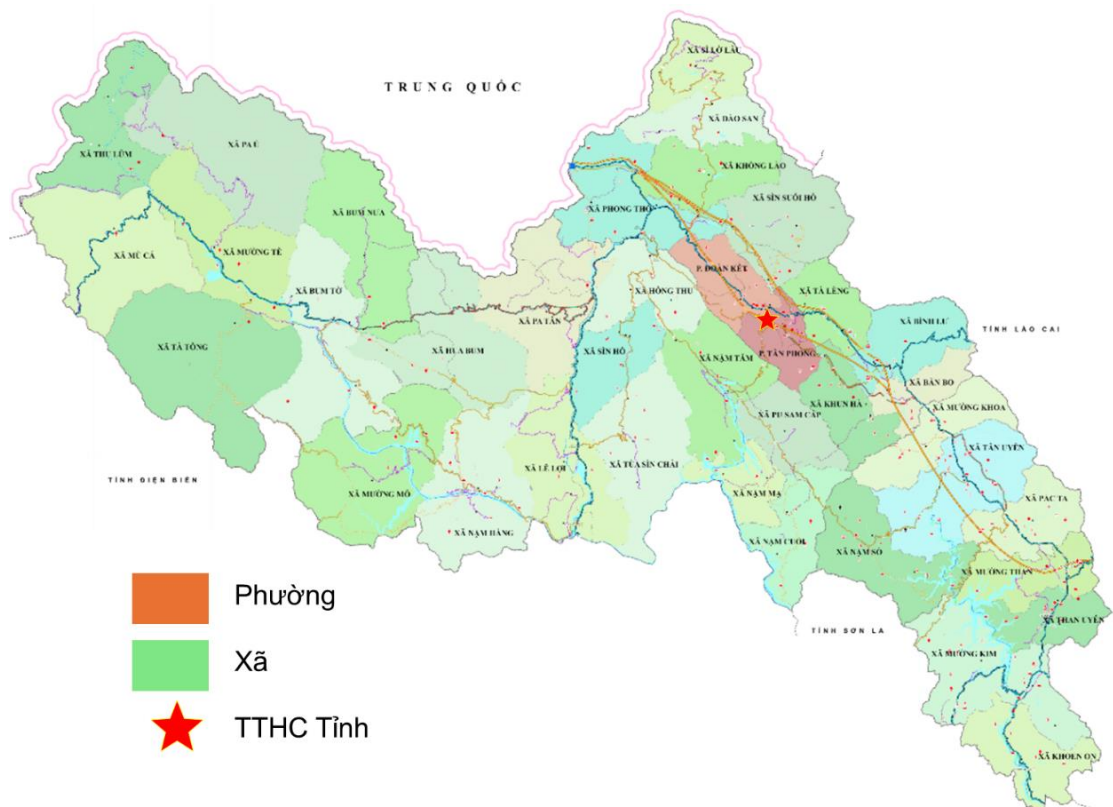 TRUNG QUỐC
XÃ SÌ LỞ LẦU
XÃ DÀO SAN
XÃ KHỔNG LÀO
XÃ THU LŨM
XÃ PA Ủ
XÃ SÌN SUỐI HỒ
XÃ BUM NƯA
XÃ PHONG THỔ
XÃ MÙ CẢ
XÃ MƯỜNG TÈ
P. ĐOÀN KẾT
XÃ BUM TỞ
XÃ HỒNG THU
XÃ TẢ LÈNG
XÃ PA TẦN
XÃ BÌNH LƯ
TỈNH LÀO CAI
XÃ TÀ TỔNG
XÃ HUA BUM
XÃ SÌN HỒ
XÃ NẬM TĂM
P. TÂN PHONG
XÃ BẢN BO
XÃ KHUN HÁ
XÃ MƯỜNG KHOA
XÃ PU SAM CÁP
XÃ TÂN UYÊN
TỈNH ĐIỆN BIÊN
XÃ LÊ LỢI
XÃ TỦA SÍN CHẢI
XÃ MƯỜNG MÔ
XÃ NẬM MẠ
XÃ PẮC TA
XÃ NẬM HÀNG
XÃ NẬM CUỔI
XÃ NẬM SỎ
XÃ MƯỜNG THAN
XÃ THAN UYÊN
TỈNH SƠN LA
XÃ MƯỜNG KIM
XÃ KHOEN ON
Phường
Xã
TTHC Tỉnh